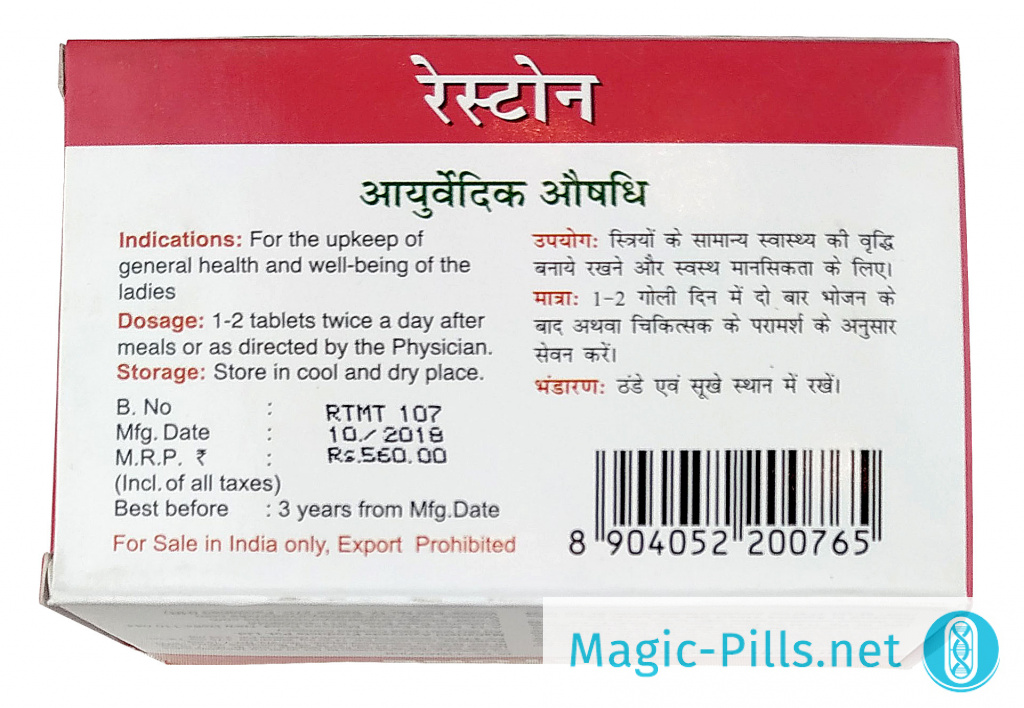 रेस्टोन
आयुर्वेदिक औषधि
Indications: For the upkeep of
general health and well-being of the
ladies
Dosage: 1-2 tablets twice a day after
meals or as directed by the Physician.
Storage: Store in cool and dry place.
B. No : RTMT 107
Mfg. Date : 10/2018
M.R.P. ₹ : Rs.560.00
(Incl. of all taxes)
Best before : 3 years from Mfg.Date
For Sale in India only, Export Prohibited
उपयोग: स्त्रियों के सामान्य स्वास्थ्य की वृद्धि
बनाये रखने और स्वस्थ मानसिकता के लिए।
मात्रा: 1-2 गोली दिन में दो बार भोजन के
बाद अथवा चिकित्सक के परामर्श के अनुसार
सेवन करें।
भंडारण: ठंडे एवं सूखे स्थान में रखें।
8 904052 200765
Magic-Pills.net